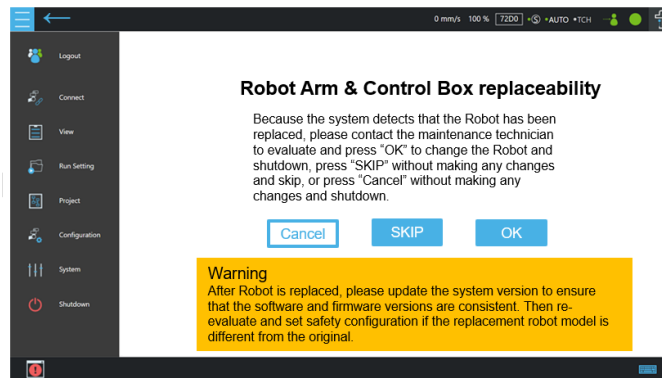 0 mm/s 100 % 72D0 •Ⓢ •AUTO •TCH
Logout
Connect
View
Run Setting
Project
Configuration
System
Shutdown
Robot Arm & Control Box replaceability
Because the system detects that the Robot has been
replaced, please contact the maintenance technician
to evaluate and press “OK” to change the Robot and
shutdown, press “SKIP” without making any changes
and skip, or press “Cancel” without making any
changes and shutdown.
Cancel SKIP OK
Warning
After Robot is replaced, please update the system version to ensure
that the software and firmware versions are consistent. Then re-
evaluate and set safety configuration if the replacement robot model is
different from the original.